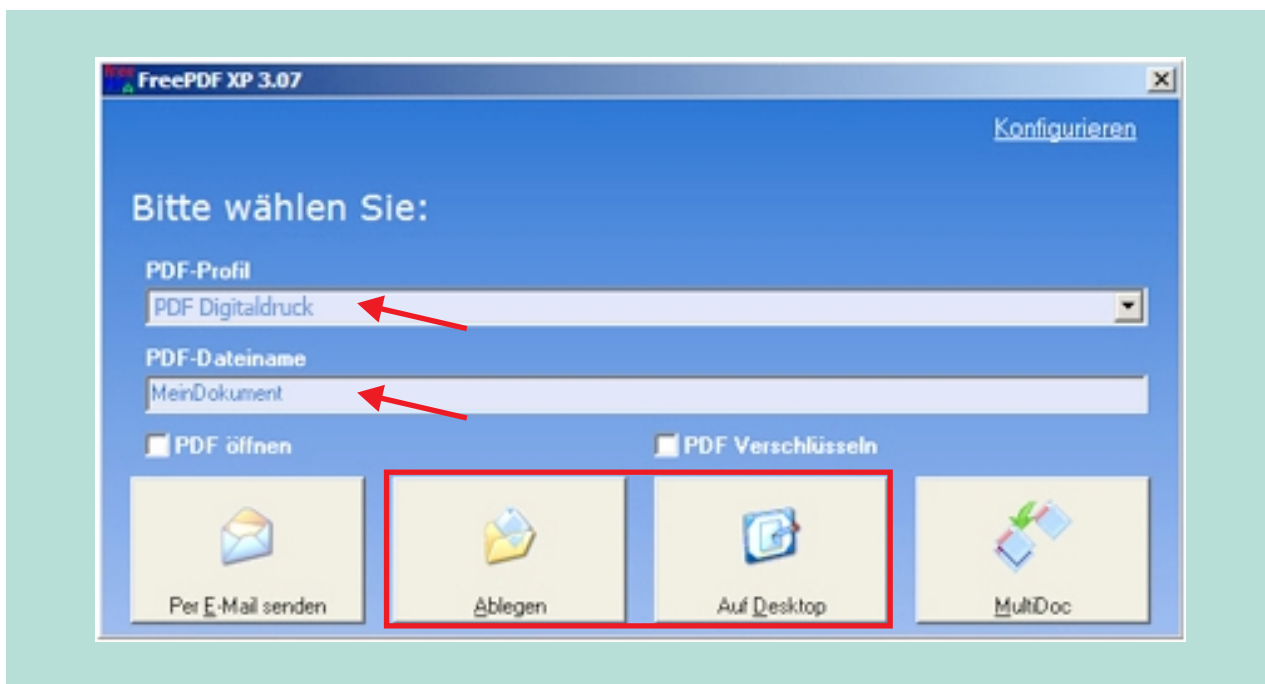 FreePDF XP 3.07
Konfigurieren
Bitte wählen Sie:
PDF-Profil
PDF Digitaldruck
PDF-Dateiname
MeinDokument
PDF öffnen
PDF Verschlüsseln
Per E-Mail senden
Ablegen
Auf Desktop
MultiDoc